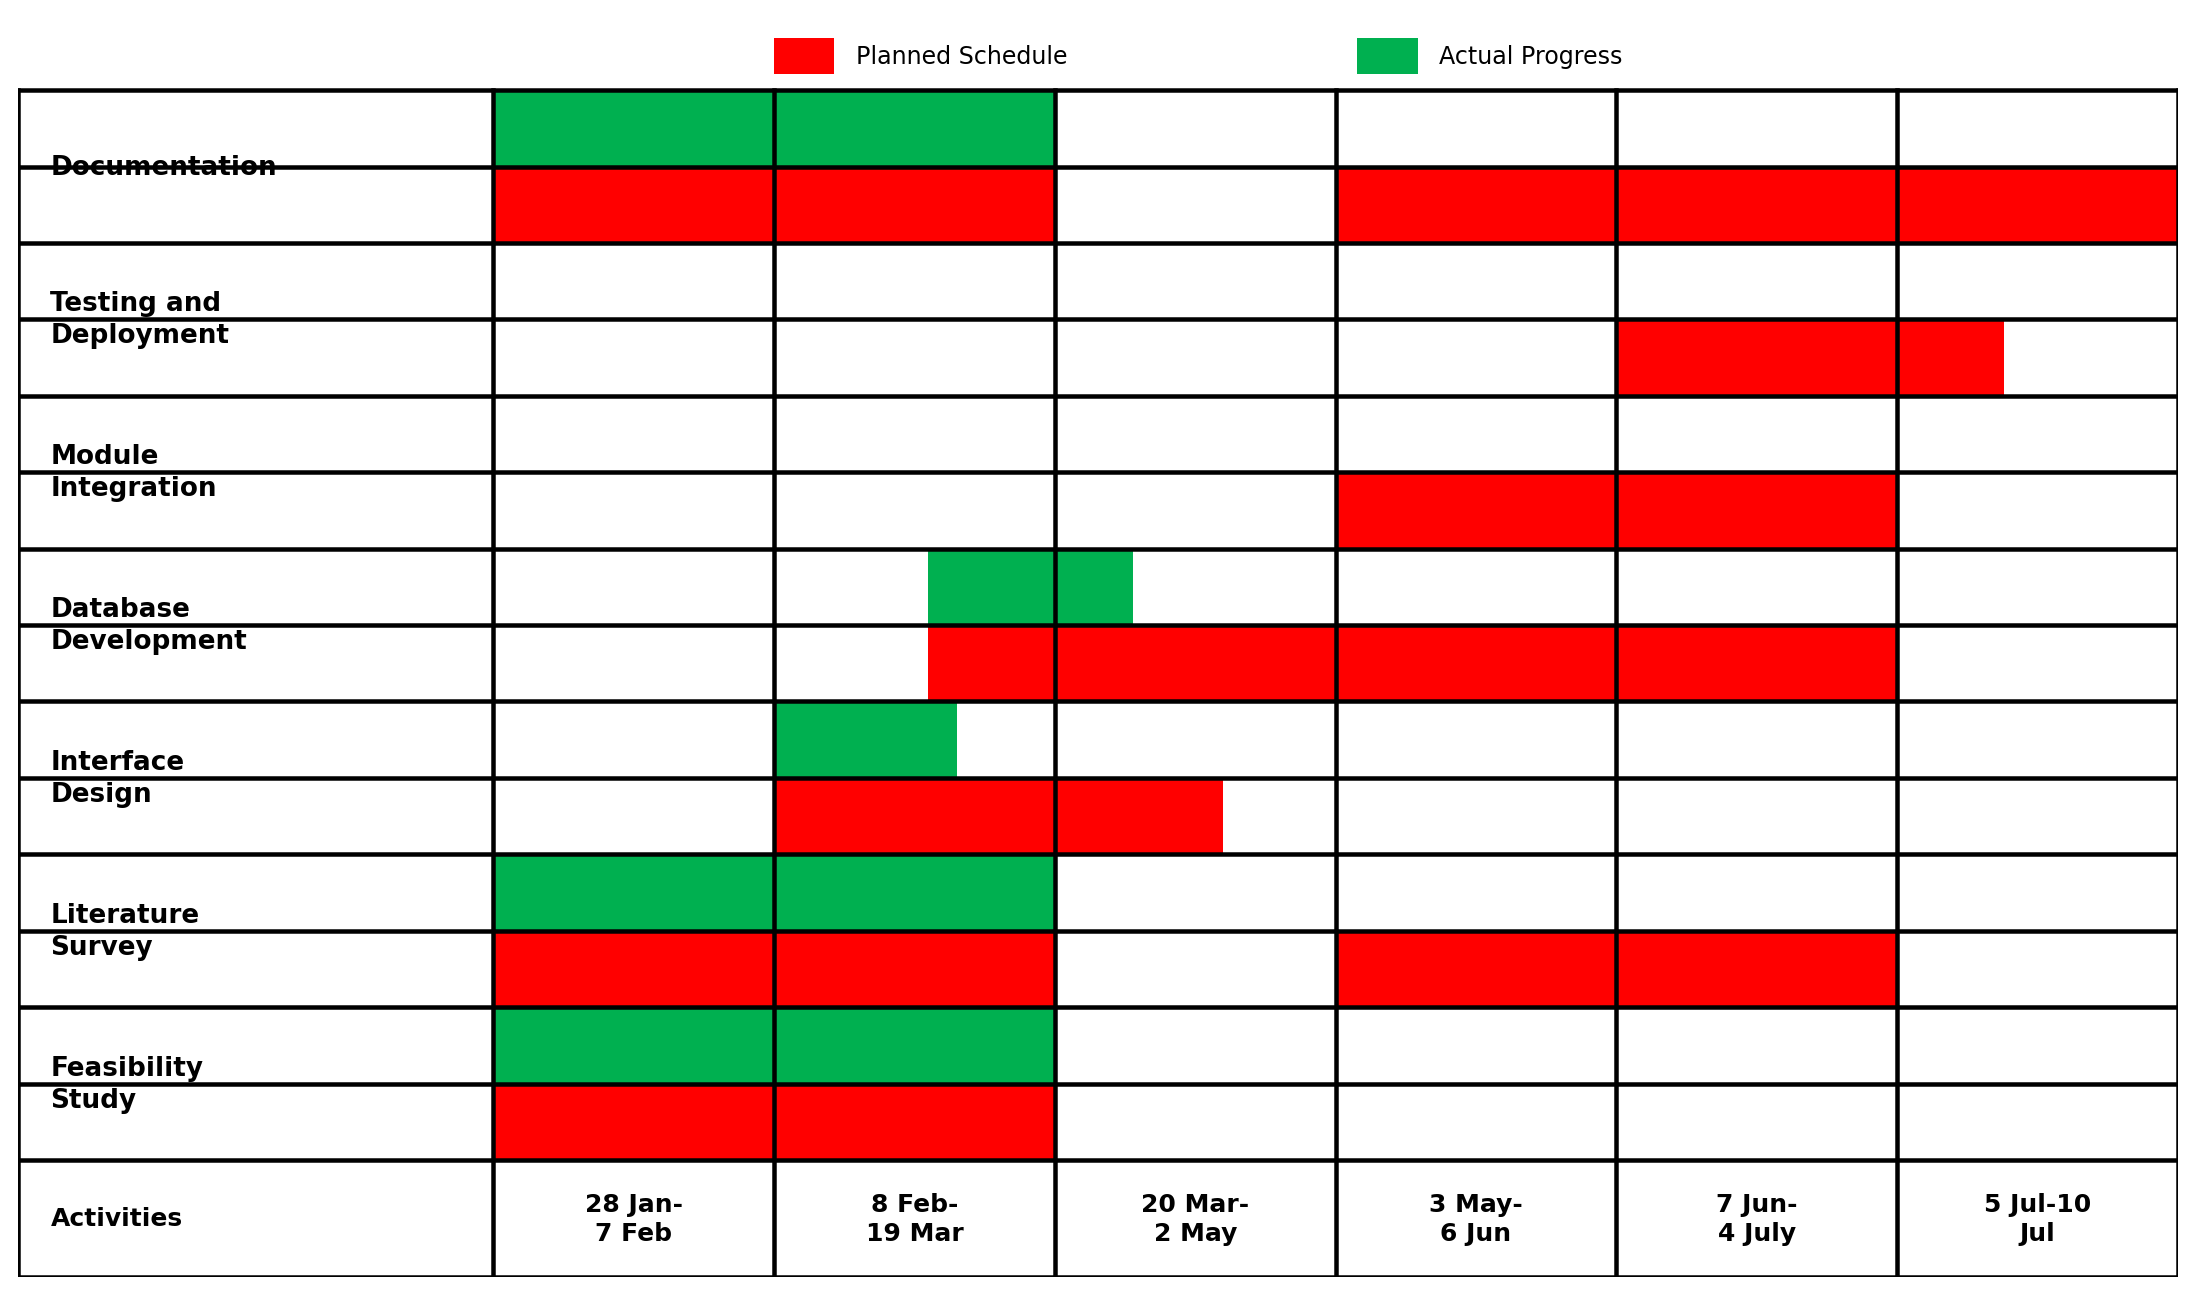 Planned Schedule
Actual Progress
Documentation
Testing and
Deployment
Module
Integration
Database
Development
Interface
Design
Literature
Survey
Feasibility
Study
Activities
28 Jan-
7 Feb
8 Feb-
19 Mar
20 Mar-
2 May
3 May-
6 Jun
7 Jun-
4 July
5 Jul-10
Jul